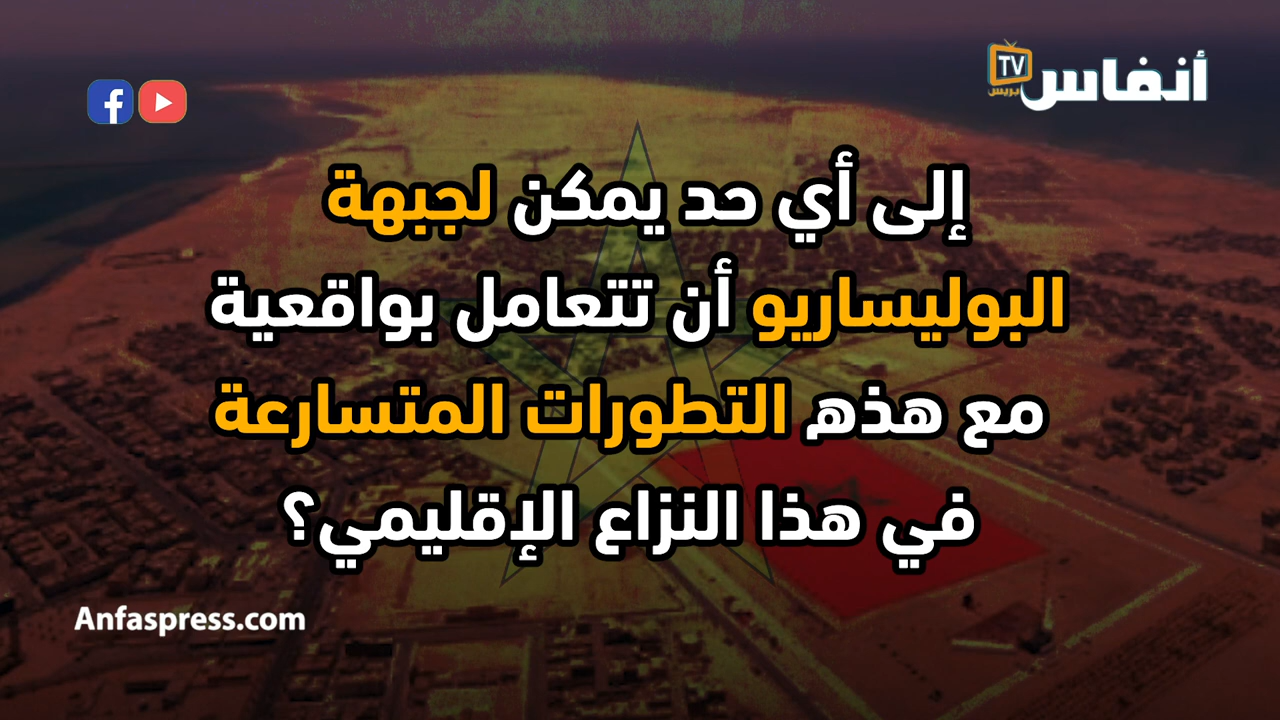 أنفاس
TV
بريس
إلى أي حد يمكن لجبهة
البوليساريو أن تتعامل بواقعية
مع هذه التطورات المتسارعة
في هذا النزاع الإقليمي؟
Anfaspress.com